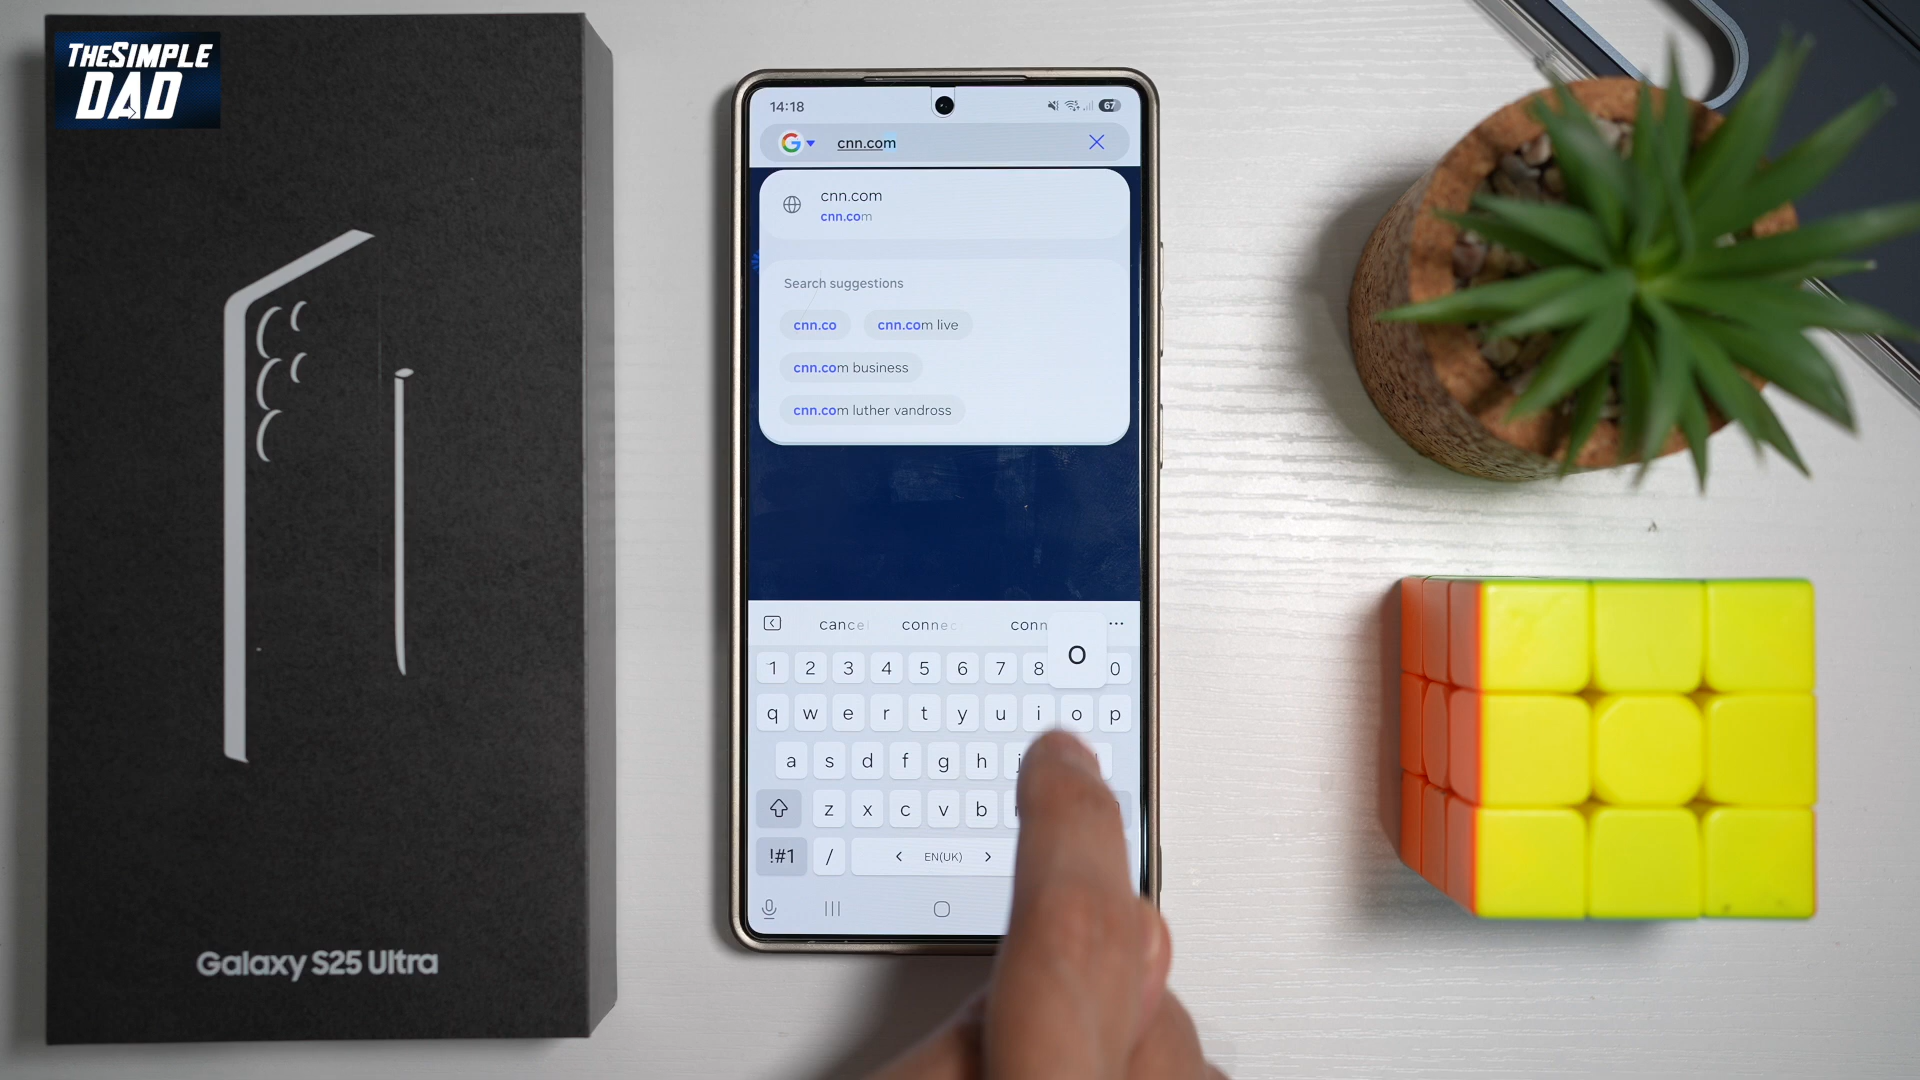 THESIMPLE
DAD
Galaxy S25 Ultra
14:18
67
G
cnn.com
cnn.com
cnn.com
Search suggestions
cnn.co
cnn.com live
cnn.com business
cnn.com luther vandross
cancel
connec
conn
o
1 2 3 4 5 6 7 8 0
q w e r t y u i o p
a s d f g h j
z x c v b
!#1 / < EN(UK) >